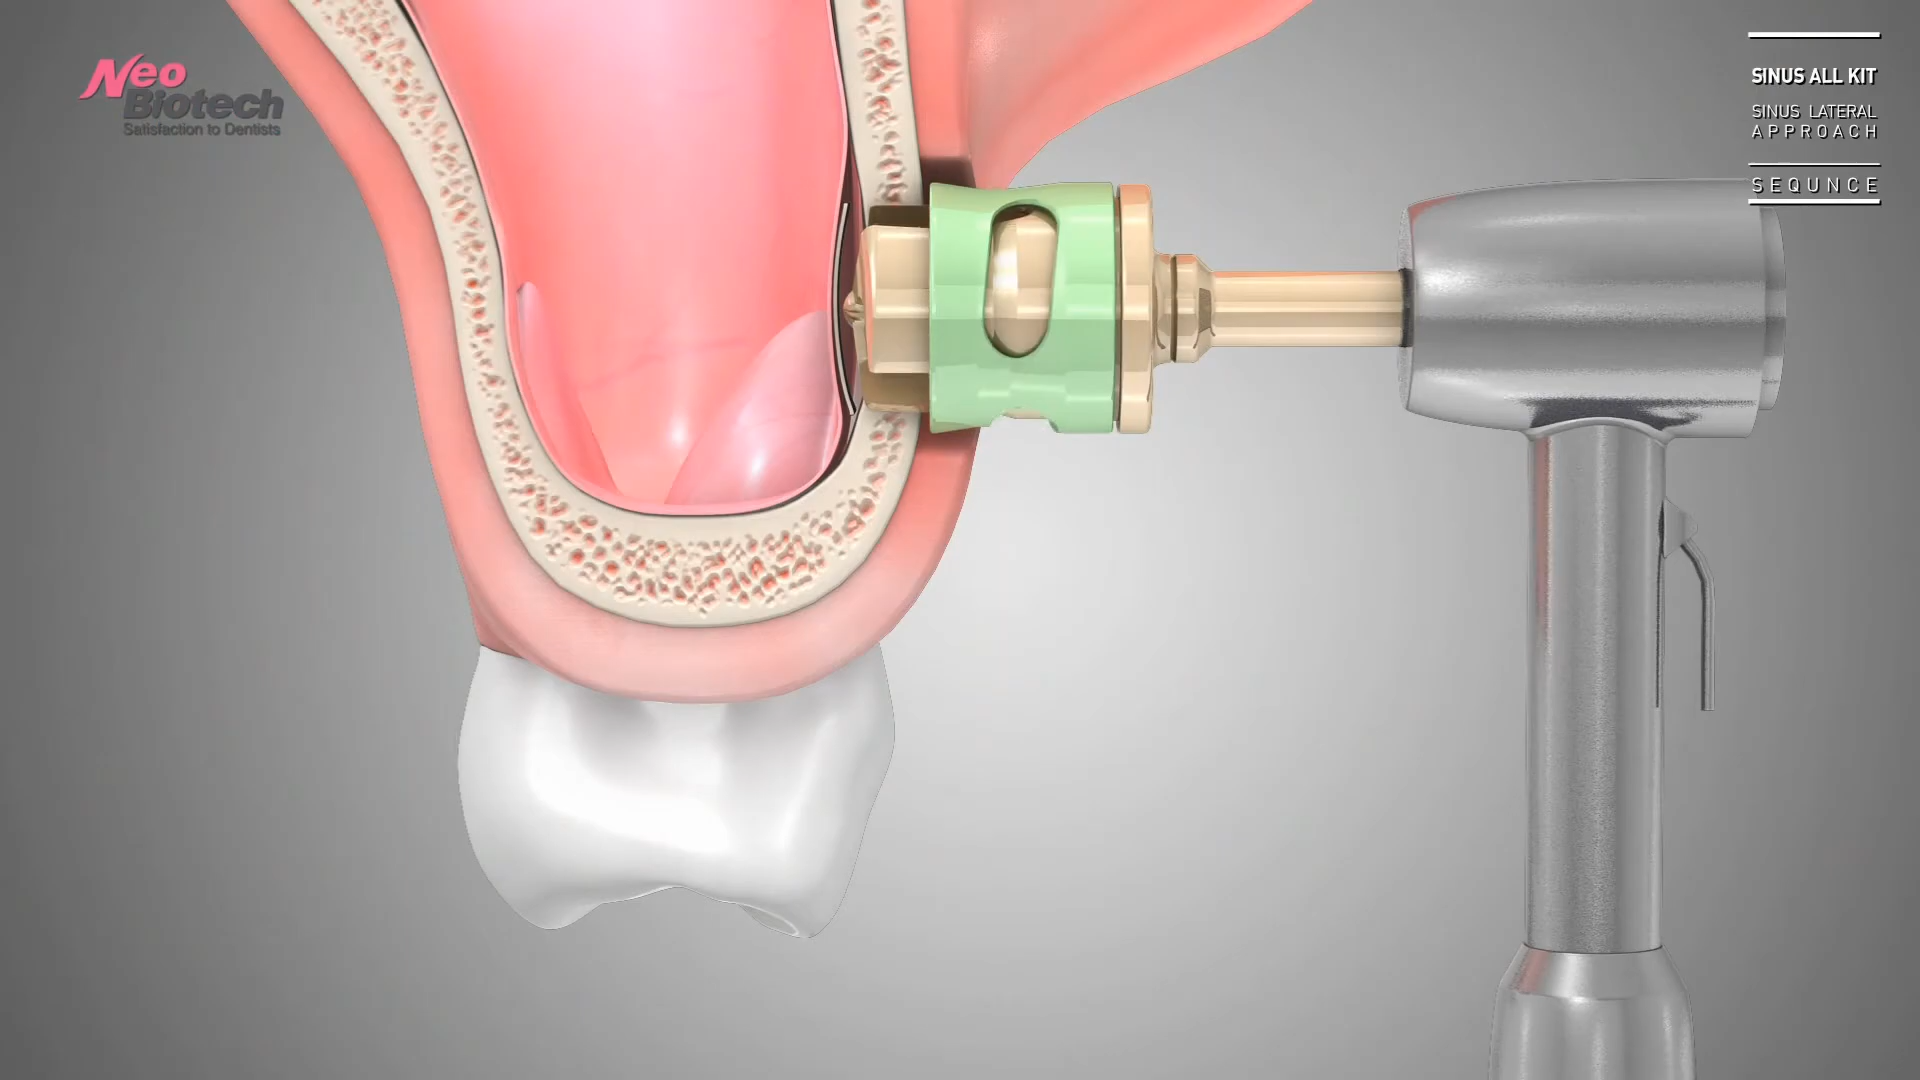 Neo
Biotech
Satisfaction to Dentists
SINUS ALL KIT
SINUS LATERAL
APPROACH
SEQUNCE